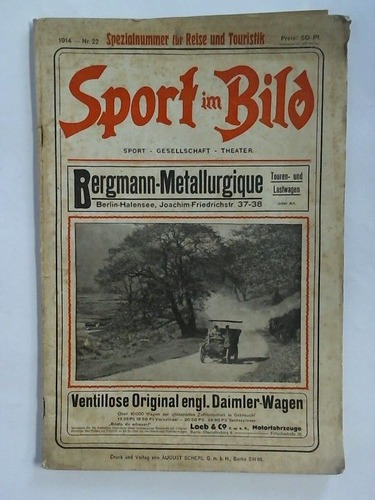 1914 - Nr. 22 Spezialnummer für Reise und Touristik Preis: 50 Pf.
Sport im Bild
SPORT - GESELLSCHAFT - THEATER.
Bergmann-Metallurgique
Touren- und
Lastwagen
jeder Art.
Berlin-Halensee, Joachim-Friedrichstr. 37-38
Ventillose Original engl. Daimler-Wagen
Loeb & Co G.m.b.H. Motorfahrzeuge
Druck und Verlag von AUGUST SCHERL G. m. b. H., Berlin SW 68.